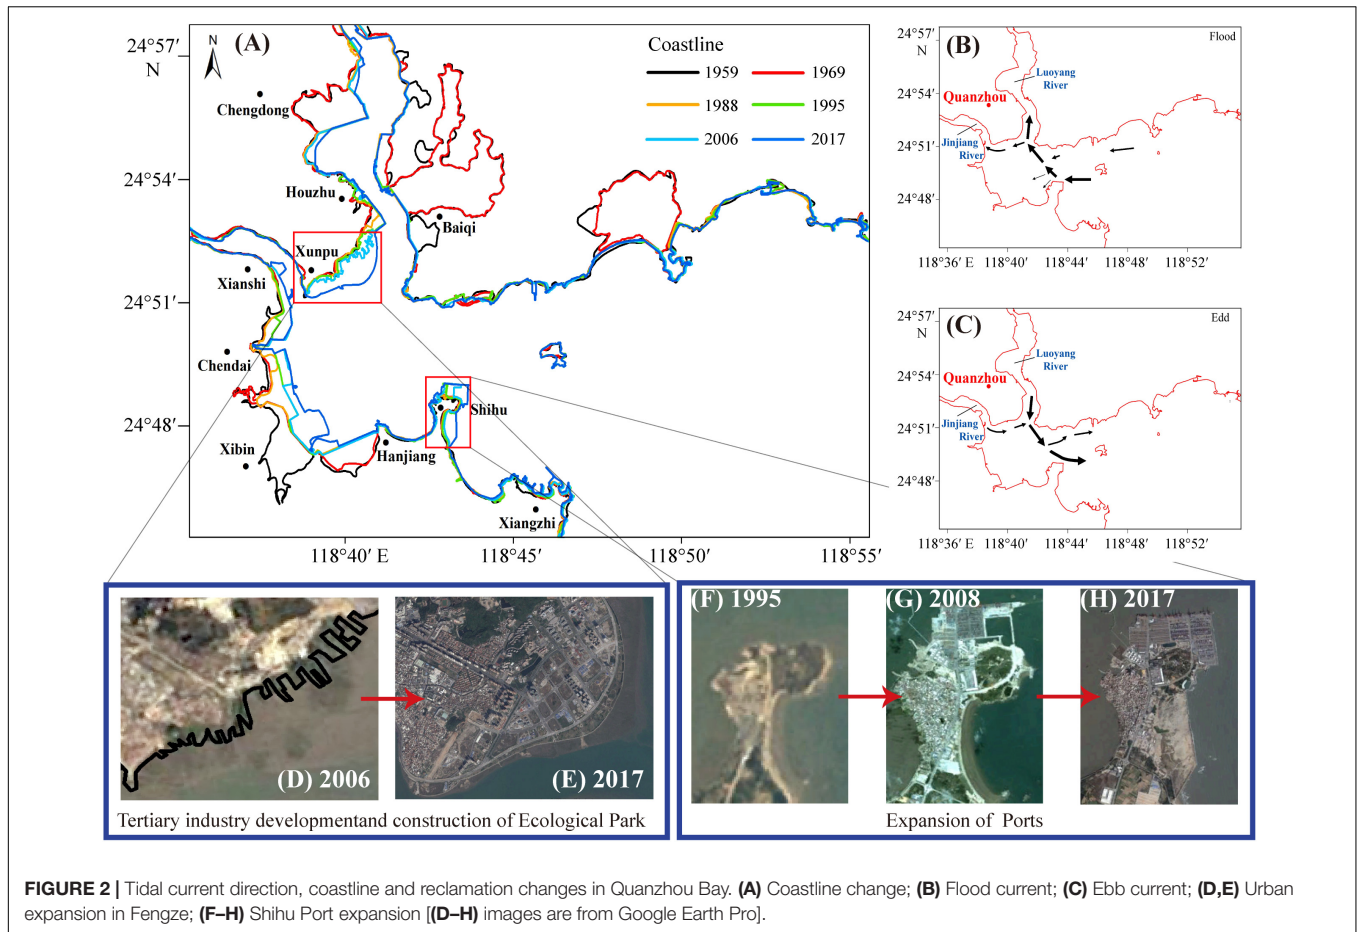 (A)
N
Coastline
1959
1969
1988
1995
2006
2017
24°57′
N
24°54′
24°51′
24°48′
Chengdong
Houzhu
Baiqi
Xunpu
Xianshi
Chendai
Shihu
Xibin
Hanjiang
Xiangzhi
118°40′ E
118°45′
118°50′
118°55′
(B)
Flood
24°57′
N
24°54′
24°51′
24°48′
Luoyang
River
Quanzhou
Jinjiang
River
118°36′ E
118°40′
118°44′
118°48′
118°52′
(C)
Edd
24°57′
N
24°54′
24°51′
24°48′
Luoyang
River
Quanzhou
Jinjiang
River
118°36′ E
118°40′
118°44′
118°48′
118°52′
(D) 2006
(E) 2017
Tertiary industry developmentand construction of Ecological Park
(F) 1995
(G) 2008
(H) 2017
Expansion of Ports
FIGURE 2 | Tidal current direction, coastline and reclamation changes in Quanzhou Bay. (A) Coastline change; (B) Flood current; (C) Ebb current; (D,E) Urban
expansion in Fengze; (F–H) Shihu Port expansion [(D–H) images are from Google Earth Pro].